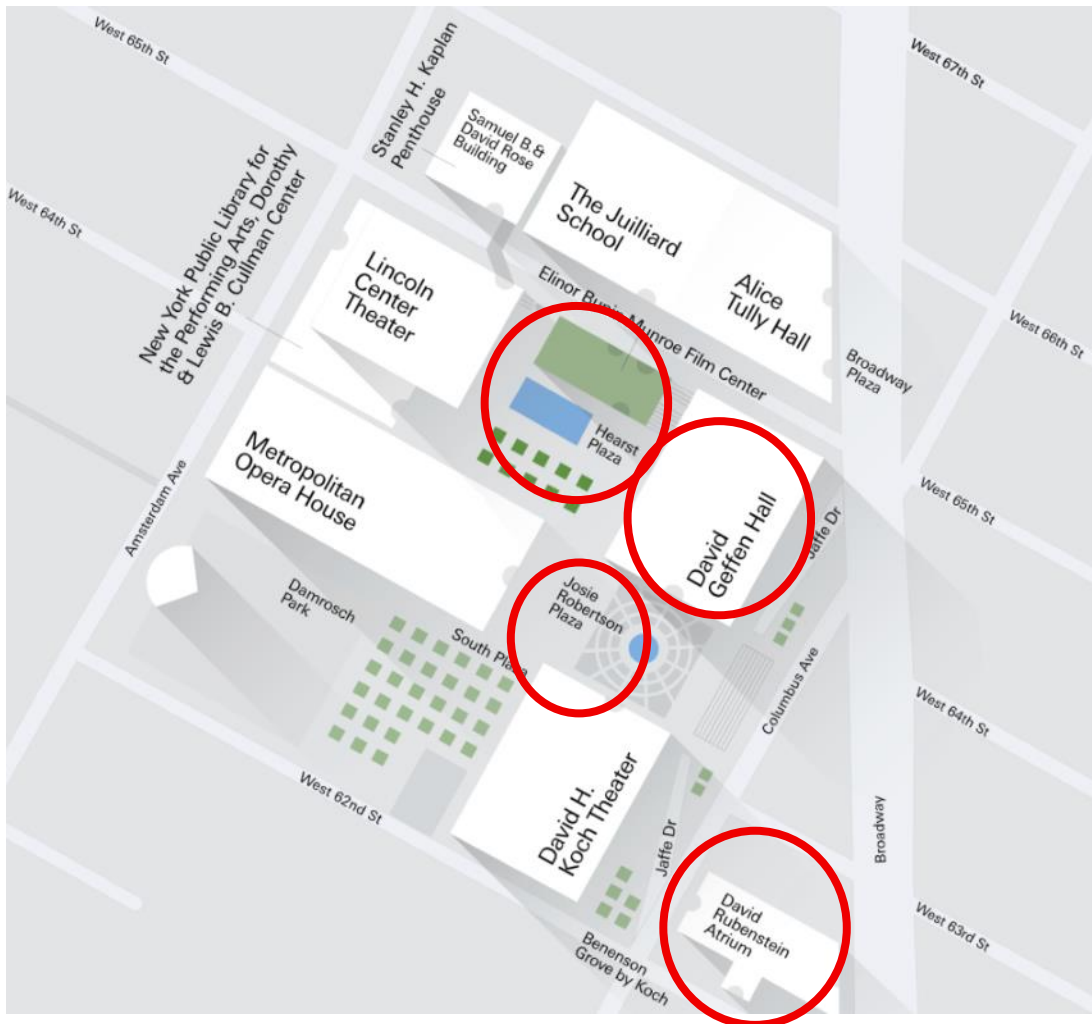 West 65th St
Stanley H. Kaplan
Penthouse
West 67th St
Samuel B. &
David Rose
Building
New York Public Library for
the Performing Arts, Dorothy
& Lewis B. Cullman Center
West 64th St
The Juilliard
School
Alice
Tully Hall
Lincoln
Center
Theater
Elinor Bunin Munroe Film Center
West 66th St
Broadway
Plaza
Hearst
Plaza
Metropolitan
Opera House
David
Geffen Hall
West 65th St
Jaffe Dr
Amsterdam Ave
Damrosch
Park
Josie
Robertson
Plaza
South Plaza
Columbus Ave
West 64th St
West 62nd St
David H.
Koch Theater
Jaffe Dr
Broadway
David
Rubenstein
Atrium
West 63rd St
Benenson
Grove by Koch